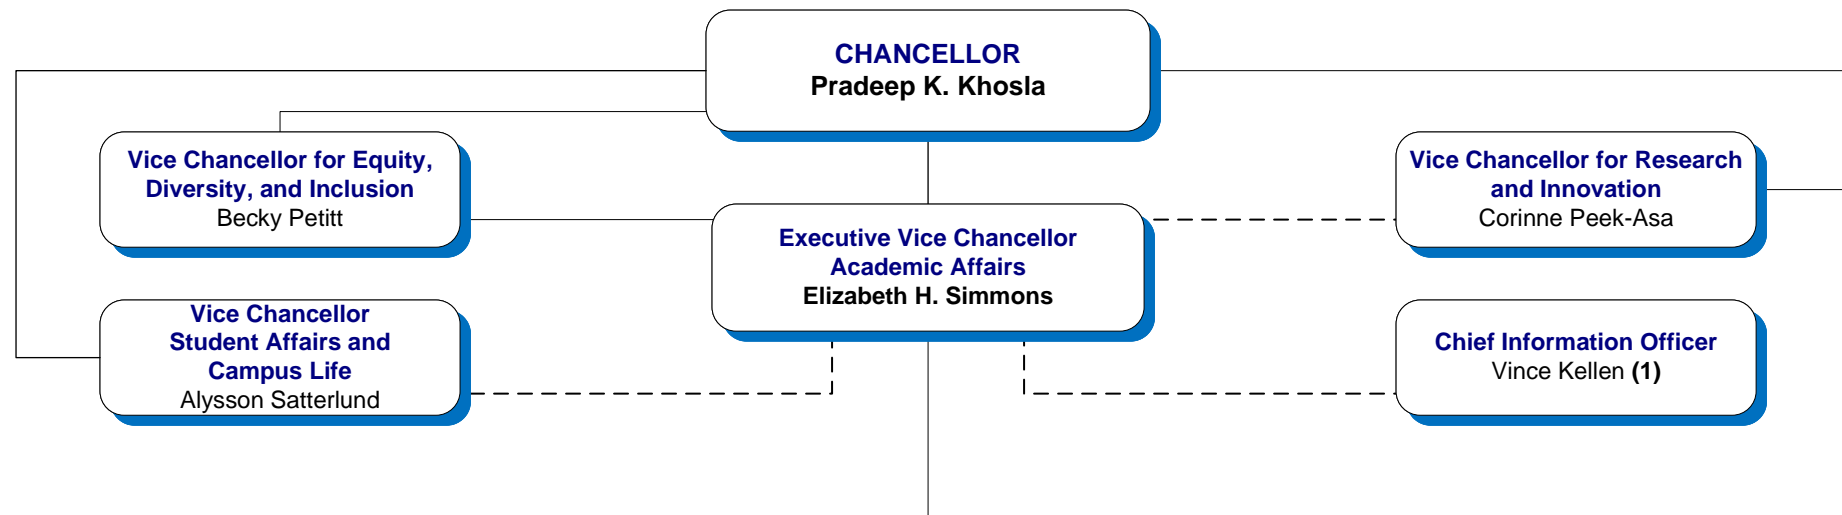 CHANCELLOR
Pradeep K. Khosla
Vice Chancellor for Equity,
Diversity, and Inclusion
Becky Petitt
Vice Chancellor for Research
and Innovation
Corinne Peek-Asa
Executive Vice Chancellor
Academic Affairs
Elizabeth H. Simmons
Vice Chancellor
Student Affairs and
Campus Life
Alysson Satterlund
Chief Information Officer
Vince Kellen (1)